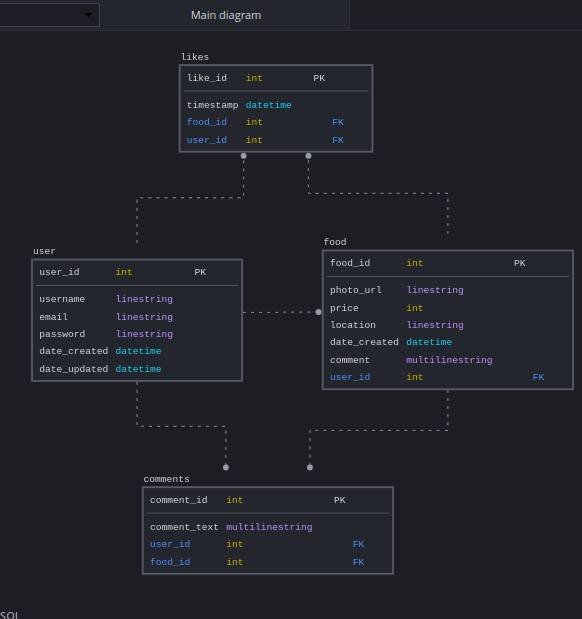 Main diagram
likes
like_id int PK
timestamp datetime
food_id int FK
user_id int FK
user
user_id int PK
username linestring
email linestring
password linestring
date_created datetime
date_updated datetime
food
food_id int PK
photo_url linestring
price int
location linestring
date_created datetime
comment multilinestring
user_id int FK
comments
comment_id int PK
comment_text multilinestring
user_id int FK
food_id int FK
SQL